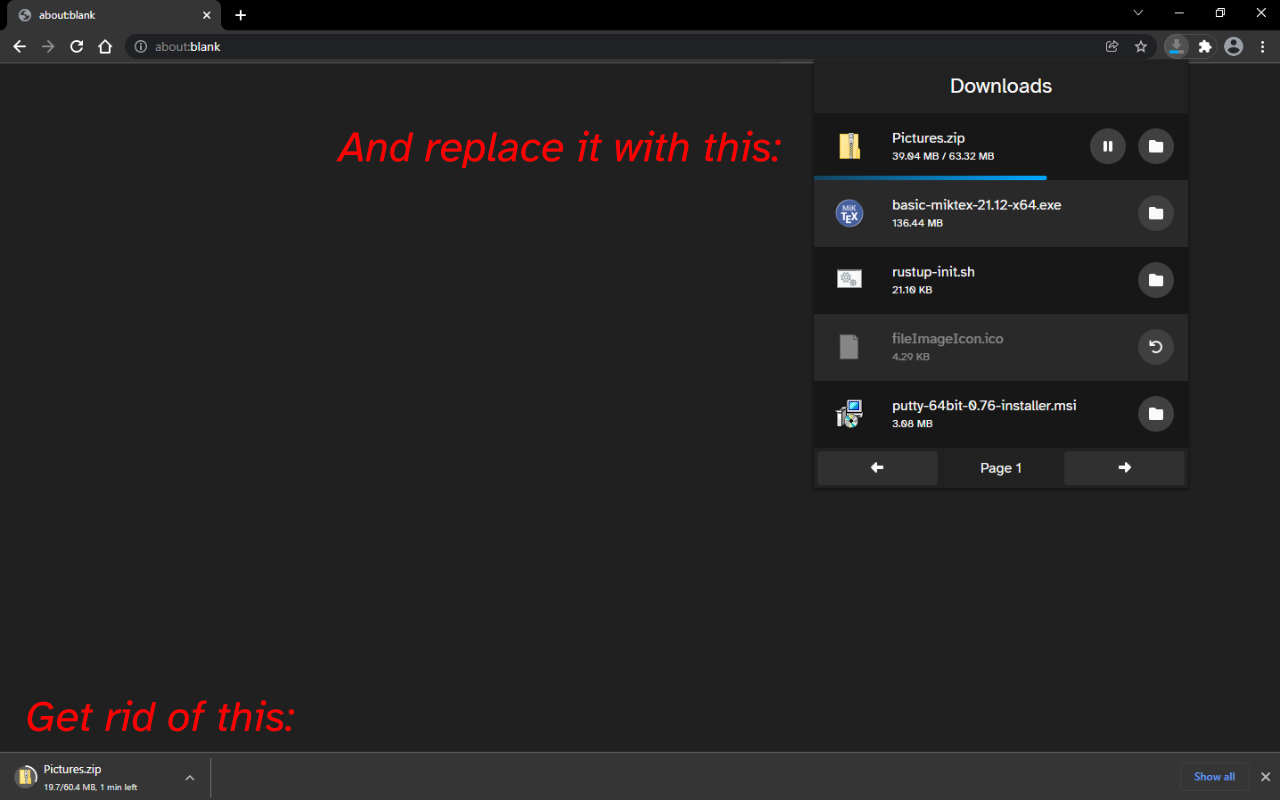 about:blank
about:blank
Downloads
And replace it with this:
Pictures.zip
39.04 MB / 63.32 MB
MiK
TEX
basic-miktex-21.12-x64.exe
136.44 MB
rustup-init.sh
21.10 KB
fileImageIcon.ico
4.29 KB
putty-64bit-0.76-installer.msi
3.08 MB
Page 1
Get rid of this:
Pictures.zip
19.7/60.4 MB, 1 min left
Show all